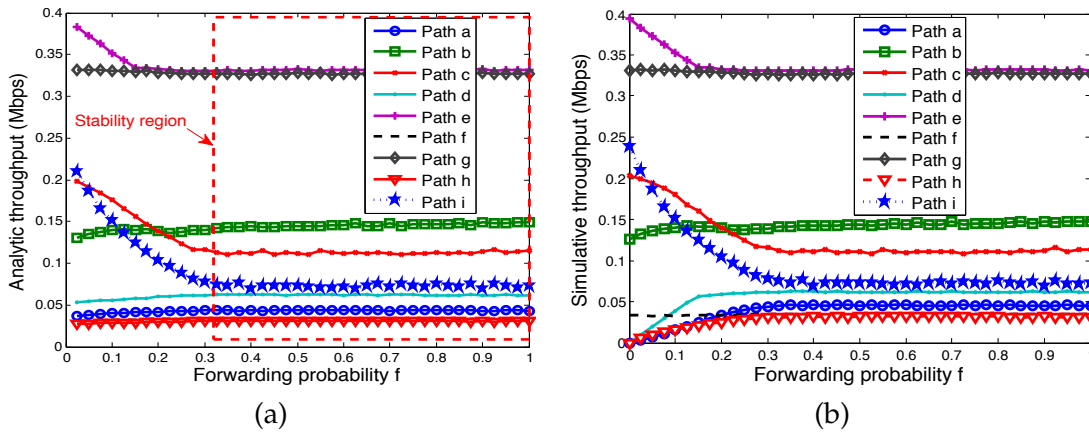 0.4
0.35
0.3
0.25
0.2
0.15
0.1
0.05
0
Analytic throughput (Mbps)
Stability region
Path a
Path b
Path c
Path d
Path e
Path f
Path g
Path h
Path i
0 0.1 0.2 0.3 0.4 0.5 0.6 0.7 0.8 0.9 1
Forwarding probability f
(a)
0.4
0.35
0.3
0.25
0.2
0.15
0.1
0.05
0
Simulative throughput (Mbps)
Path a
Path b
Path c
Path d
Path e
Path f
Path g
Path h
Path i
0 0.1 0.2 0.3 0.4 0.5 0.6 0.7 0.8 0.9
Forwarding probability f
(b)